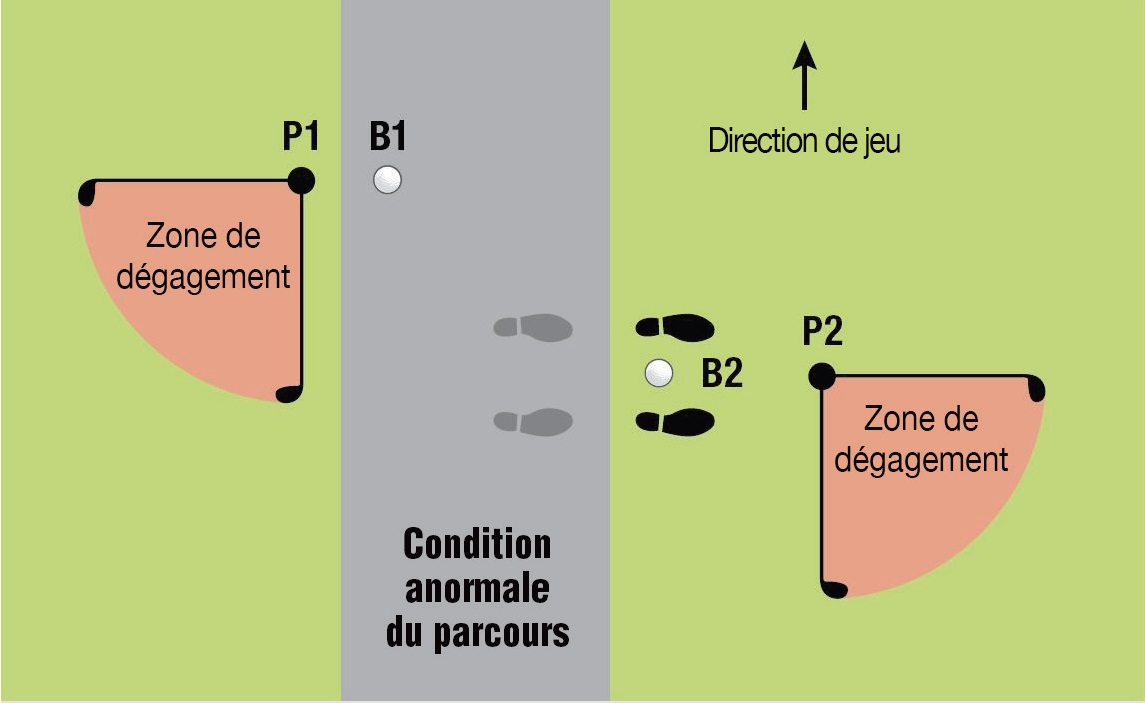 P1
B1
Direction de jeu
Zone de
dégagement
P2
B2
Zone de
dégagement
Condition
anormale
du parcours